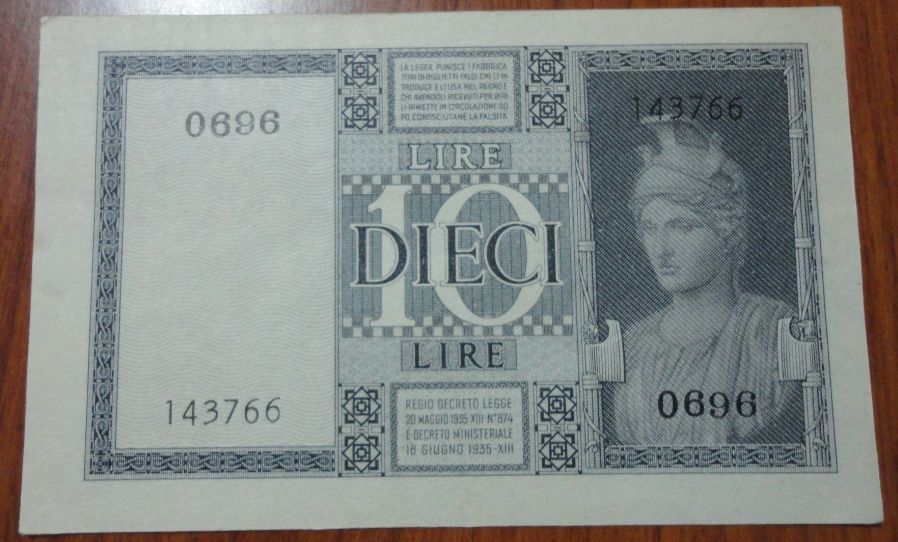 LA LEGGE PUNISCE I FABBRICA
TORI DI BIGLIETTI FALSI CHI LI IN
TRODUCE E LI USA NEL REGNO E
CHI AVENDOLI RICEVUTI PER VERI
LI RIMETTE IN CIRCOLAZIONE DO
PO CONOSCIUTANE LA FALSITÀ
0696
143766
LIRE
10
DIECI
LIRE
143766
0696
REGIO DECRETO LEGGE
20 MAGGIO 1935-XIII N° 874
E DECRETO MINISTERIALE
18 GIUGNO 1935-XIII